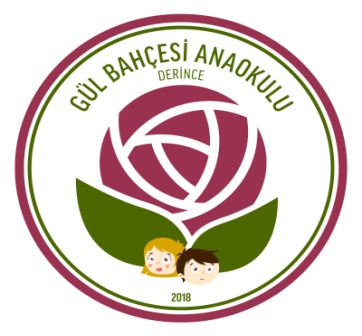 GÜL BAHÇESİ ANAOKULU
DERİNCE
2018